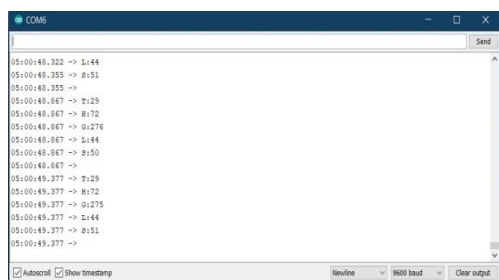 COM6
Send
05:00:48.322 -> L:44
05:00:48.355 -> S:51
05:00:48.355 ->
05:00:48.867 -> T:29
05:00:48.867 -> H:72
05:00:48.867 -> G:276
05:00:48.867 -> L:44
05:00:48.867 -> S:50
05:00:48.867 ->
05:00:49.377 -> T:29
05:00:49.377 -> H:72
05:00:49.377 -> G:275
05:00:49.377 -> L:44
05:00:49.377 -> S:51
05:00:49.377 ->
Autoscroll Show timestamp Newline 9600 baud Clear output